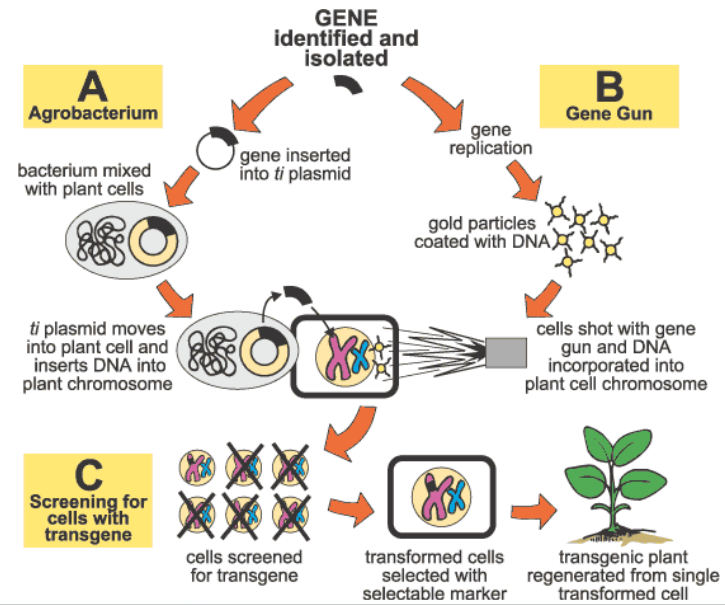 GENE
identified and
isolated
A
Agrobacterium
B
Gene Gun
gene inserted
into ti plasmid
gene
replication
bacterium mixed
with plant cells
gold particles
coated with DNA
ti plasmid moves
into plant cell and
inserts DNA into
plant chromosome
cells shot with gene
gun and DNA
incorporated into
plant cell chromosome
C
Screening for
cells with
transgene
cells screened
for transgene
transformed cells
selected with
selectable marker
transgenic plant
regenerated from single
transformed cell